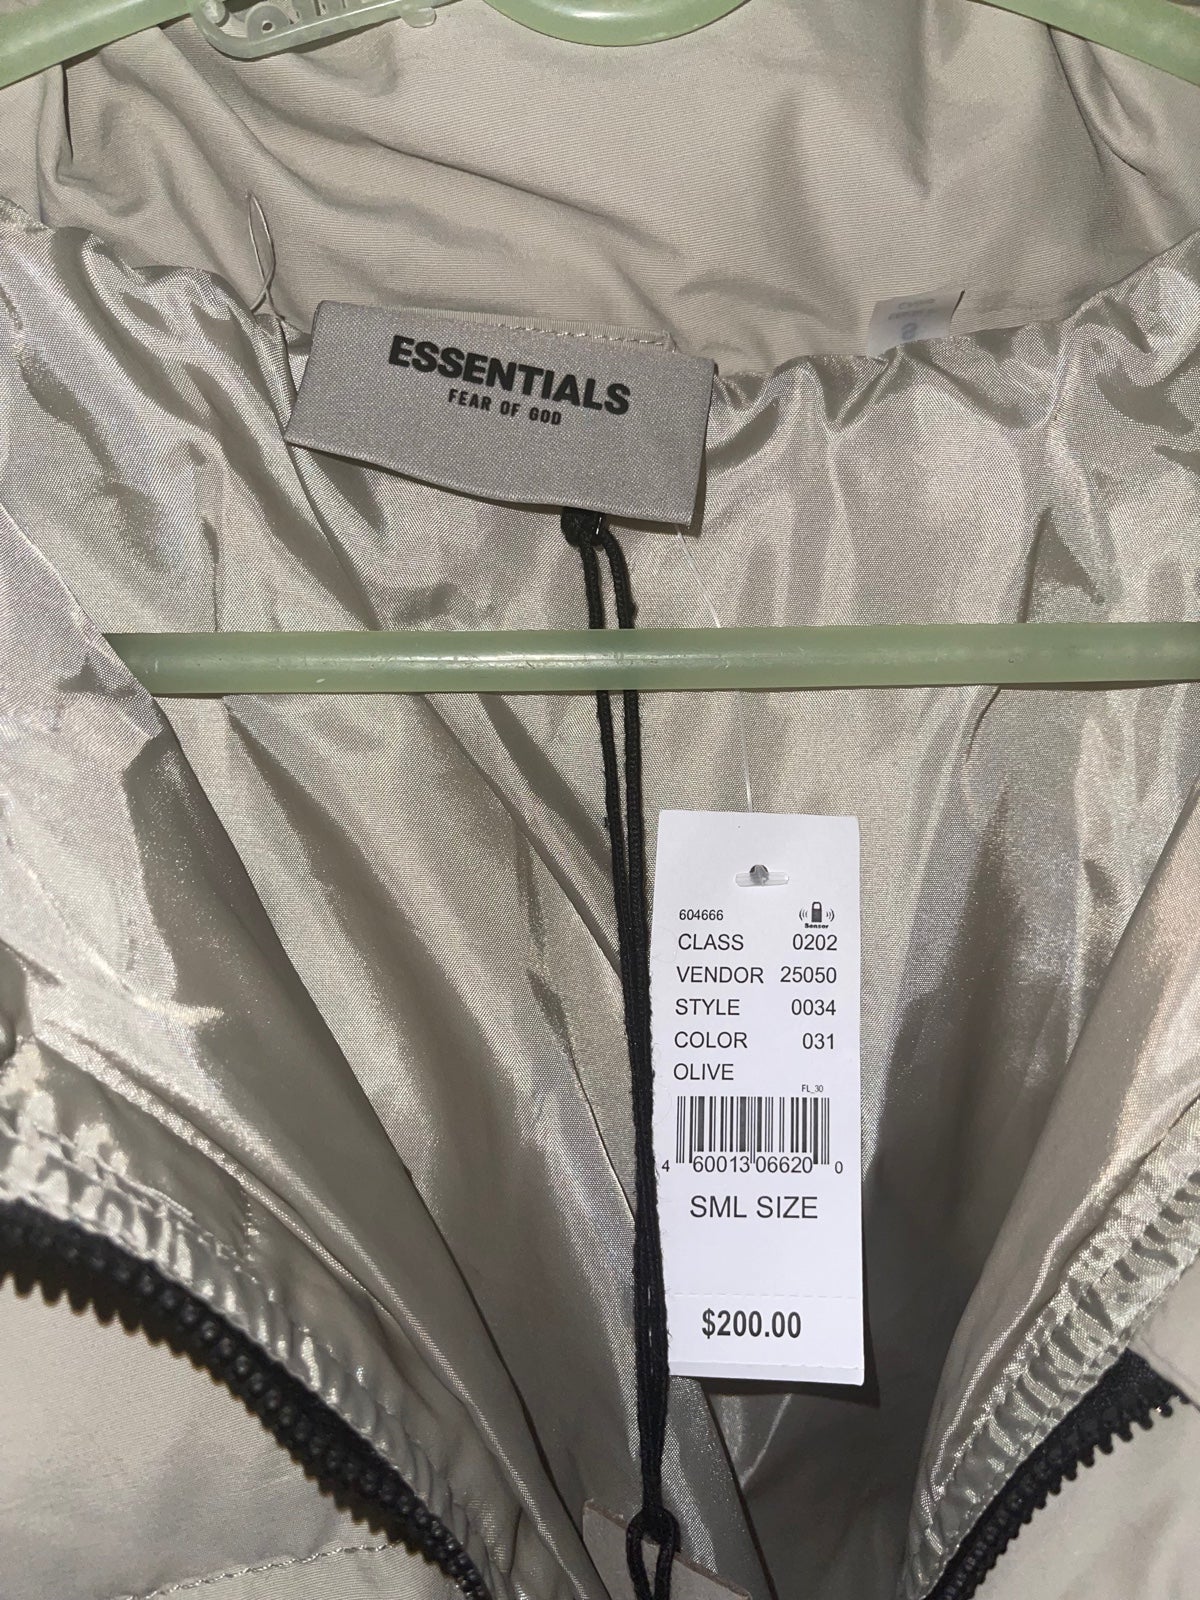 ESSENTIALS
FEAR OF GOD
604666
Sensor
CLASS 0202
VENDOR 25050
STYLE 0034
COLOR 031
OLIVE
FL_30
4 60013 06620 0
SML SIZE
$200.00